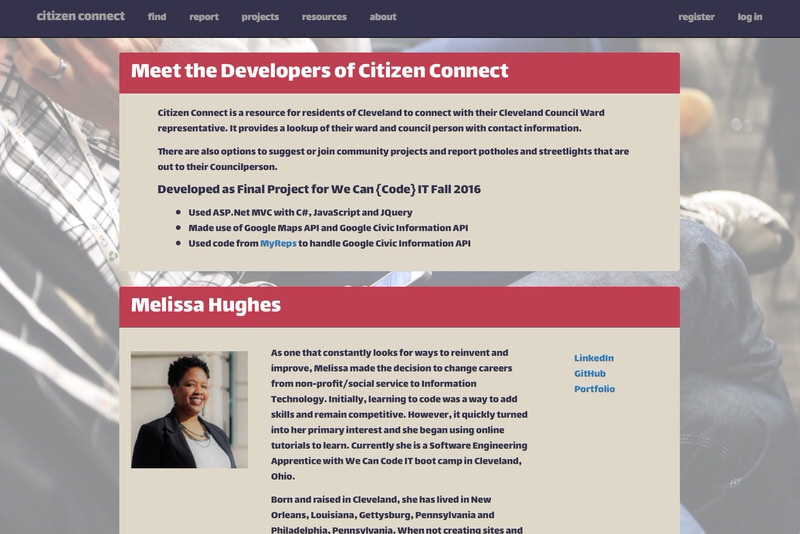 citizen connect find report projects resources about register log in
Meet the Developers of Citizen Connect
Citizen Connect is a resource for residents of Cleveland to connect with their Cleveland Council Ward
representative. It provides a lookup of their ward and council person with contact information.
There are also options to suggest or join community projects and report potholes and streetlights that are
out to their Councilperson.
Developed as Final Project for We Can {Code} IT Fall 2016
Used ASP.Net MVC with C#, JavaScript and JQuery
Made use of Google Maps API and Google Civic Information API
Used code from MyReps to handle Google Civic Information API
Melissa Hughes
As one that constantly looks for ways to reinvent and
improve, Melissa made the decision to change careers
from non-profit/social service to Information
Technology. Initially, learning to code was a way to add
skills and remain competitive. However, it quickly turned
into her primary interest and she began using online
tutorials to learn. Currently she is a Software Engineering
Apprentice with We Can Code IT boot camp in Cleveland,
Ohio.
Born and raised in Cleveland, she has lived in New
Orleans, Louisiana, Gettysburg, Pennsylvania and
Philadelphia, Pennsylvania. When not creating sites and
LinkedIn
GitHub
Portfolio